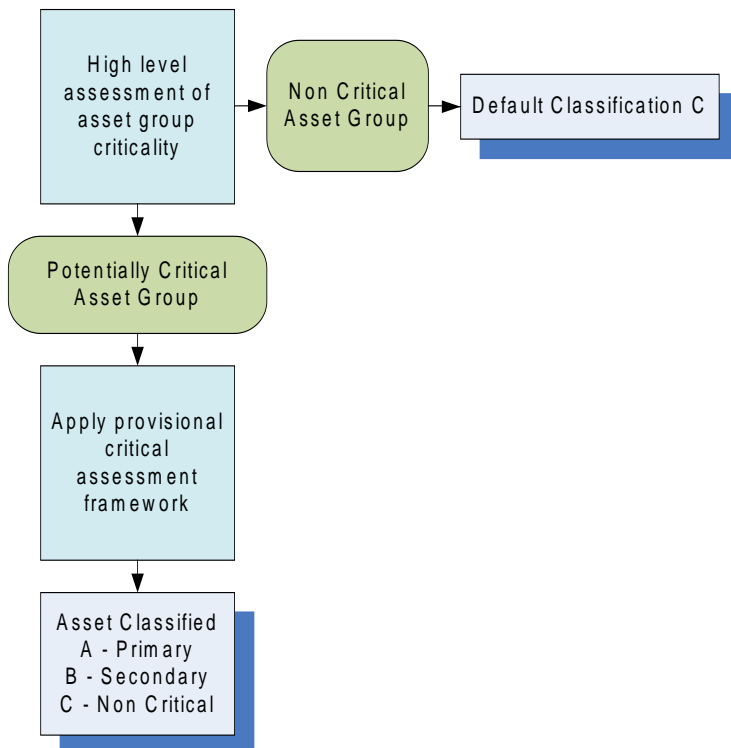 High level
assessment of
asset group
criticality
Non Critical
Asset Group
Default Classification C
Potentially Critical
Asset Group
Apply provisional
critical
assessment
framework
Asset Classified
A - Primary
B - Secondary
C - Non Critical